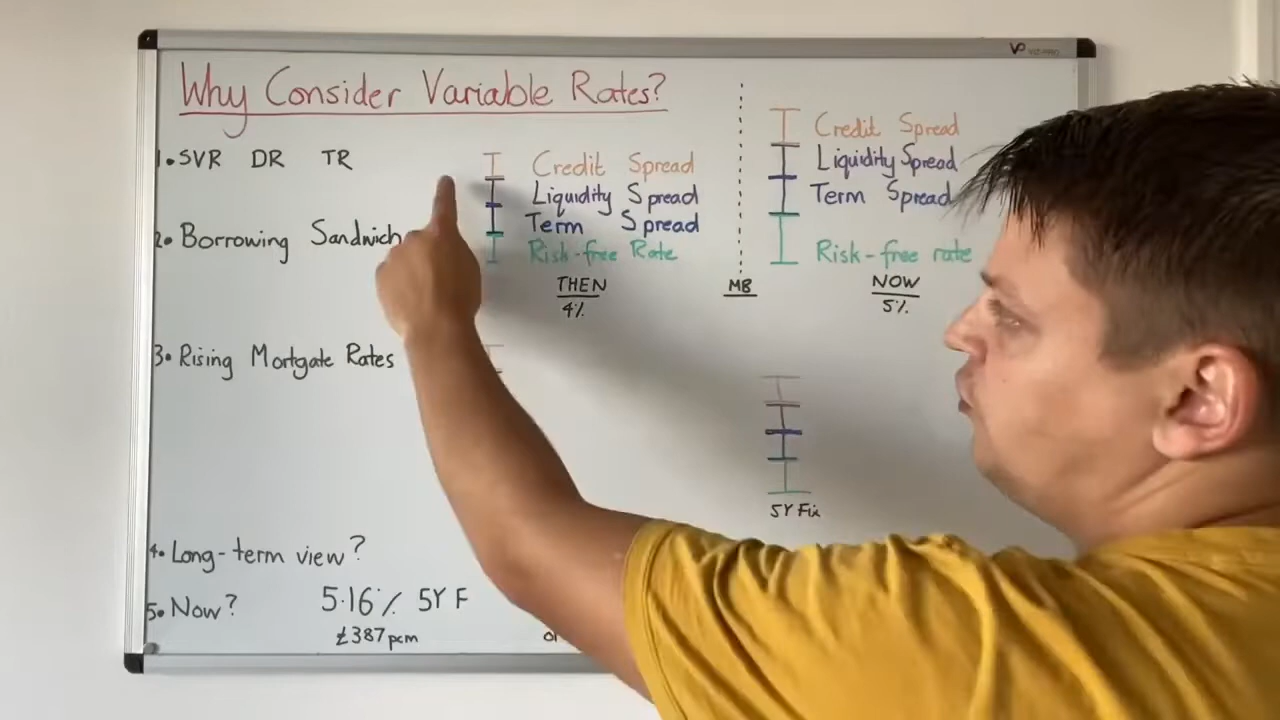 Why Consider Variable Rates?
1. SVR DR TR
Credit Spread
Liquidity Spread
Term Spread
Risk-free Rate
THEN
4%
MB
Credit Spread
Liquidity Spread
Term Spread
Risk-free rate
NOW
5%
2. Borrowing Sandwich
3. Rising Mortgate Rates
5Y Fix
4. Long-term view?
5. Now?
5.16% 5Y F
£387pcm
or